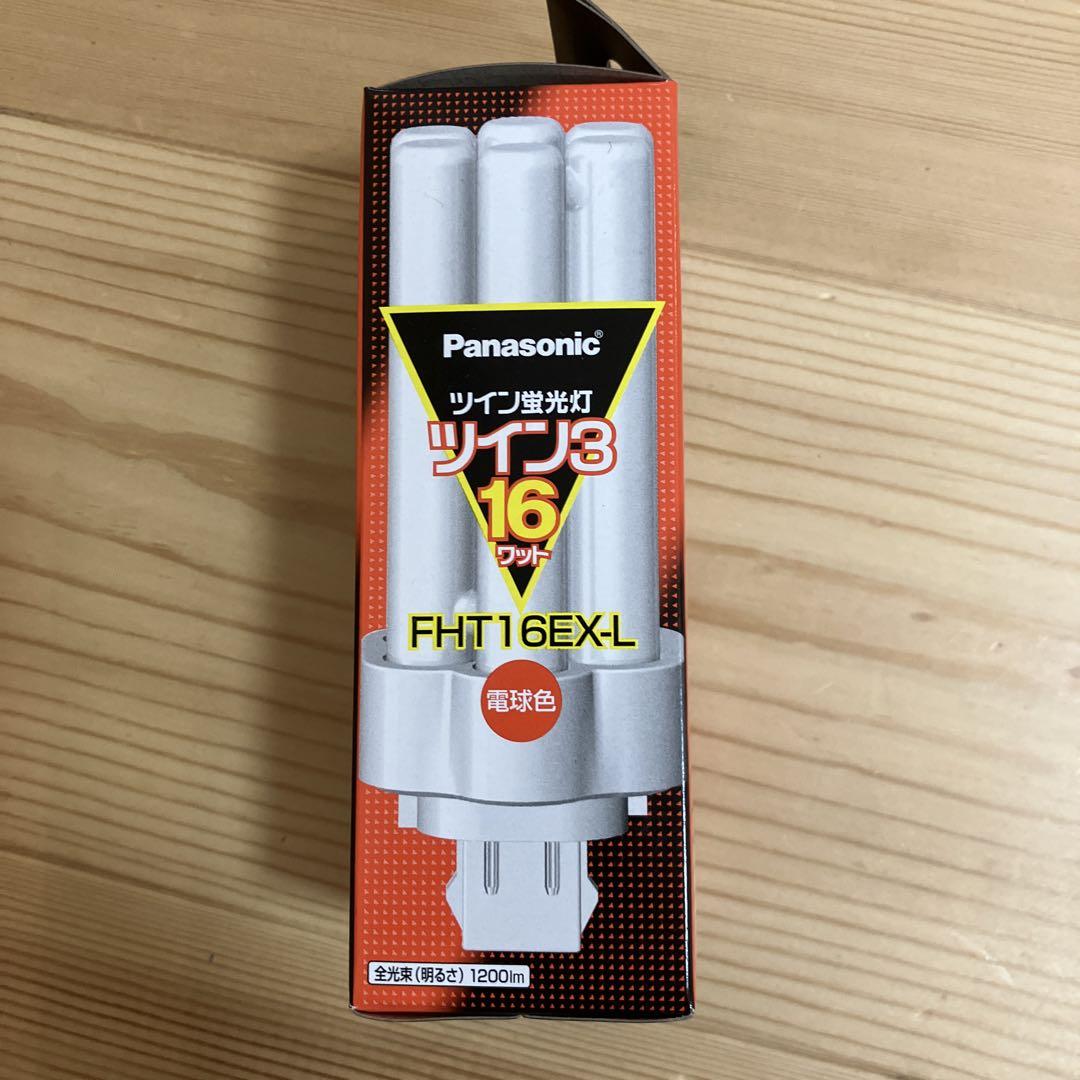 Panasonic®
ツイン蛍光灯
ツイン3
16
ワット
FHT16EX-L
電球色
全光束(明るさ) 1200lm